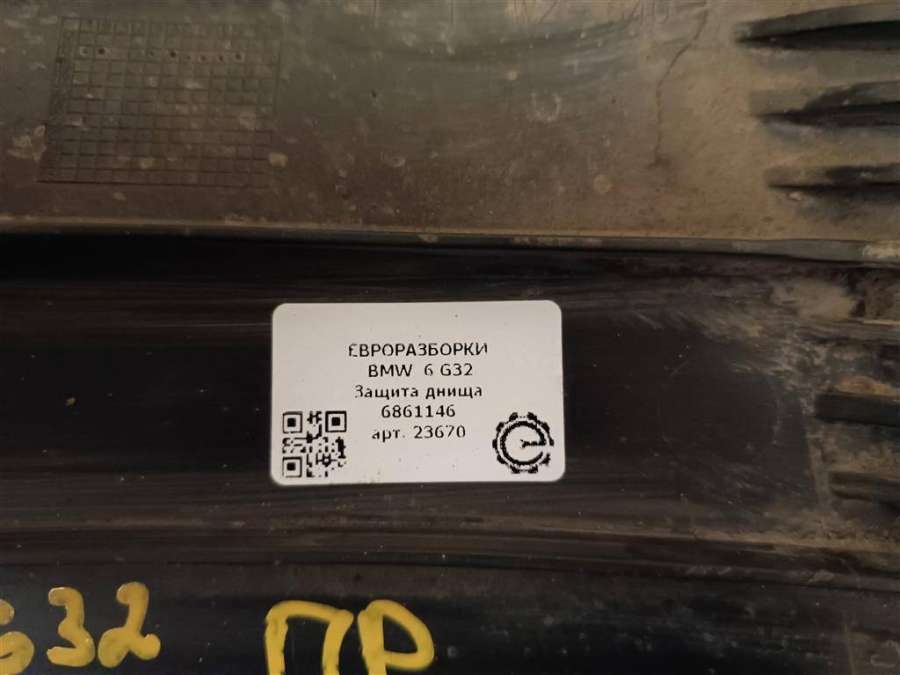 ЕВРОРАЗБОРКИ
BMW 6 G32
Защита днища
6861146
арт. 23670
G32 ПР